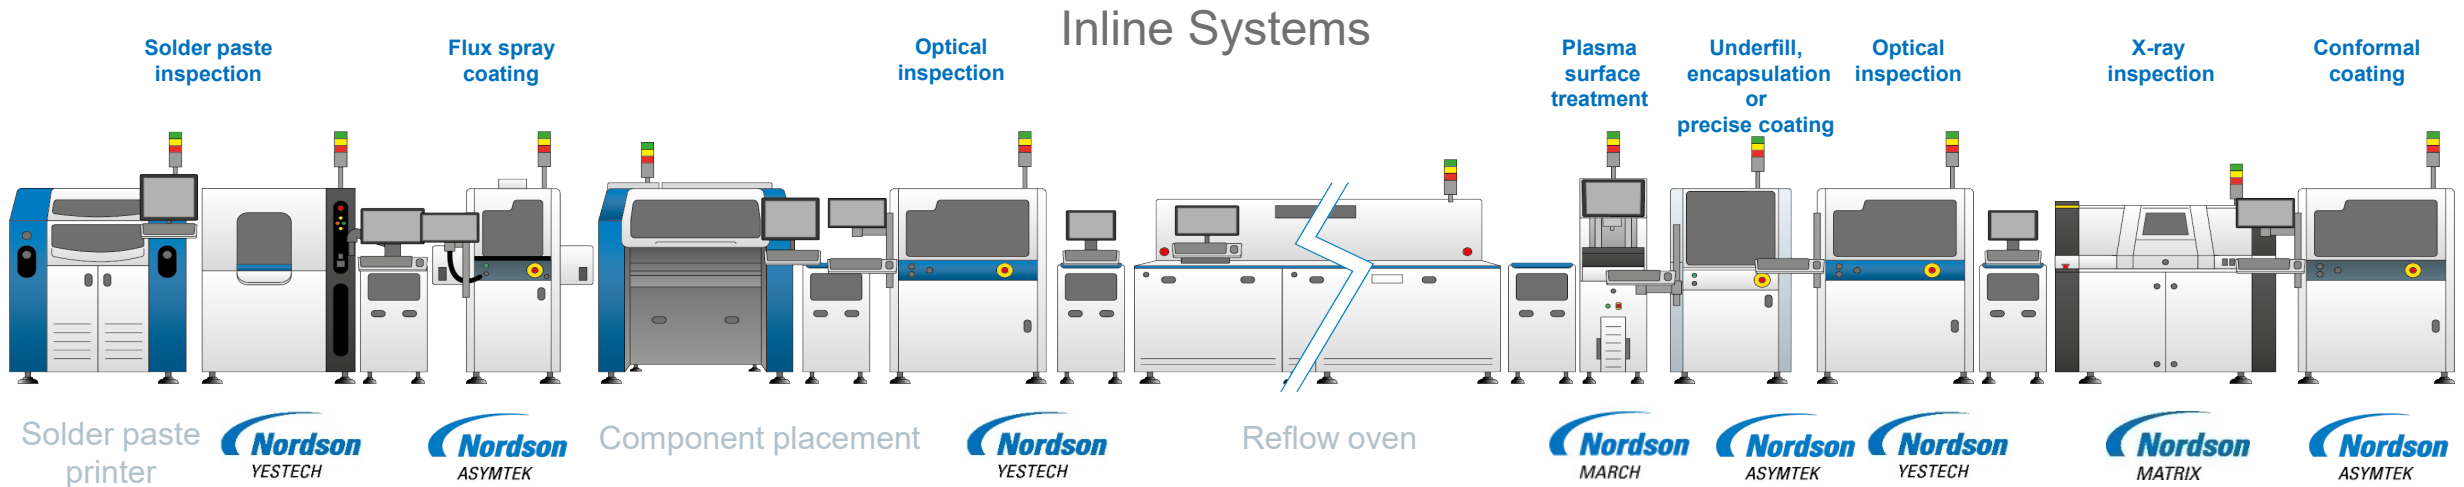 Inline Systems
Solder paste
inspection
Flux spray
coating
Optical
inspection
Plasma
surface
treatment
Underfill,
encapsulation
or
precise coating
Optical
inspection
X-ray
inspection
Conformal
coating
Solder paste
printer
Nordson
YESTECH
Nordson
ASYMTEK
Component placement
Nordson
YESTECH
Reflow oven
Nordson
MARCH
Nordson
ASYMTEK
Nordson
YESTECH
Nordson
MATRIX
Nordson
ASYMTEK